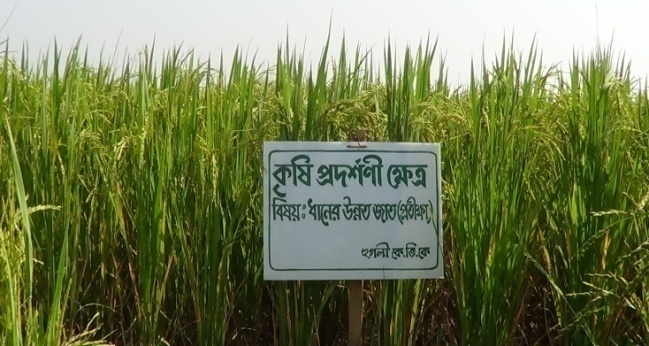 কৃষি প্রদর্শণী ক্ষেত্র
বিষয়: ধানের উন্নত জাত (প্রতীক্ষা)
হুগলী কে.ভি.কে